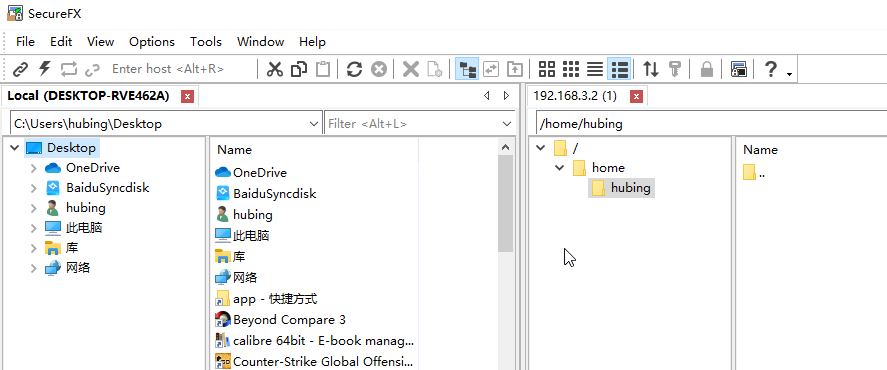 SecureFX
File Edit View Options Tools Window Help
Enter host <Alt+R>
Local (DESKTOP-RVE462A)
192.168.3.2 (1)
C:\Users\hubing\Desktop
Filter <Alt+L>
/home/hubing
Desktop
OneDrive
BaiduSyncdisk
hubing
此电脑
库
网络
Name
OneDrive
BaiduSyncdisk
hubing
此电脑
库
网络
app - 快捷方式
Beyond Compare 3
calibre 64bit - E-book manag...
Counter-Strike Global Offensi...
/
home
hubing
Name
..